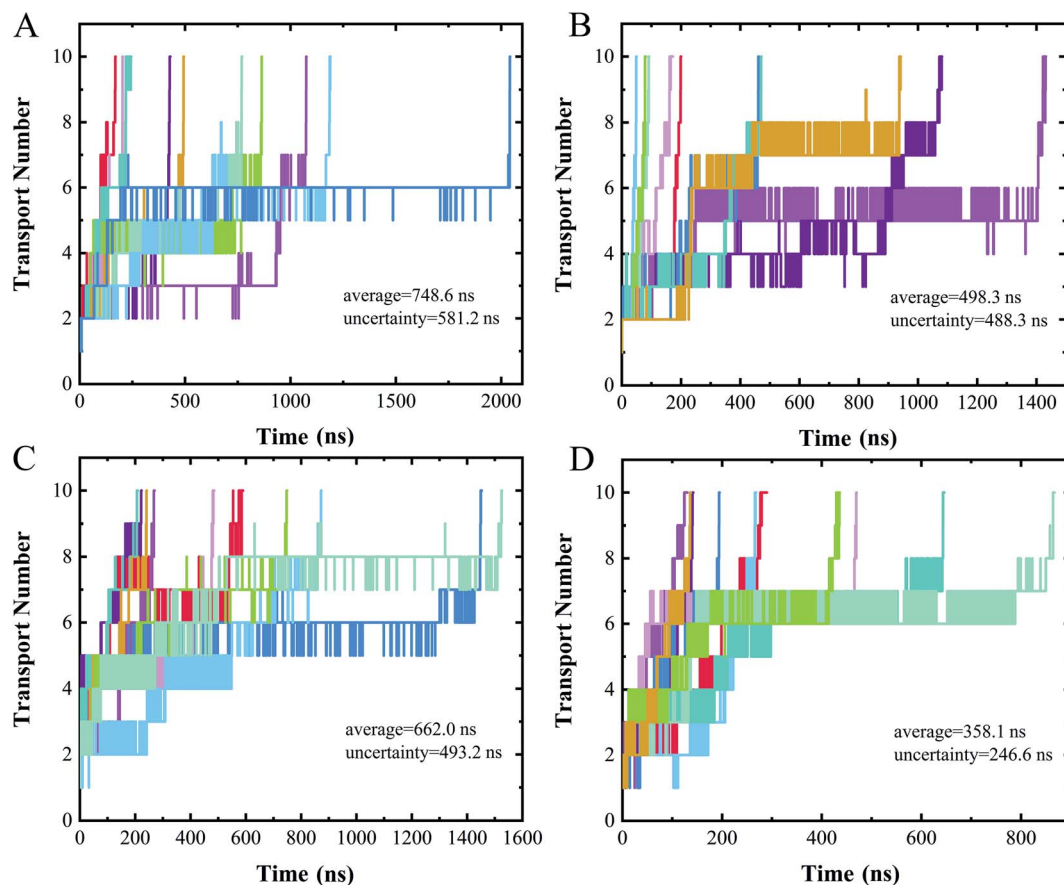 A
Transport Number
10
8
6
4
2
0
average=748.6 ns
uncertainty=581.2 ns
0 500 1000 1500 2000
Time (ns)
B
Transport Number
10
8
6
4
2
0
average=498.3 ns
uncertainty=488.3 ns
0 200 400 600 800 1000 1200 1400
Time (ns)
C
Transport Number
10
8
6
4
2
0
average=662.0 ns
uncertainty=493.2 ns
0 200 400 600 800 1000 1200 1400 1600
Time (ns)
D
Transport Number
10
8
6
4
2
0
average=358.1 ns
uncertainty=246.6 ns
0 200 400 600 800
Time (ns)